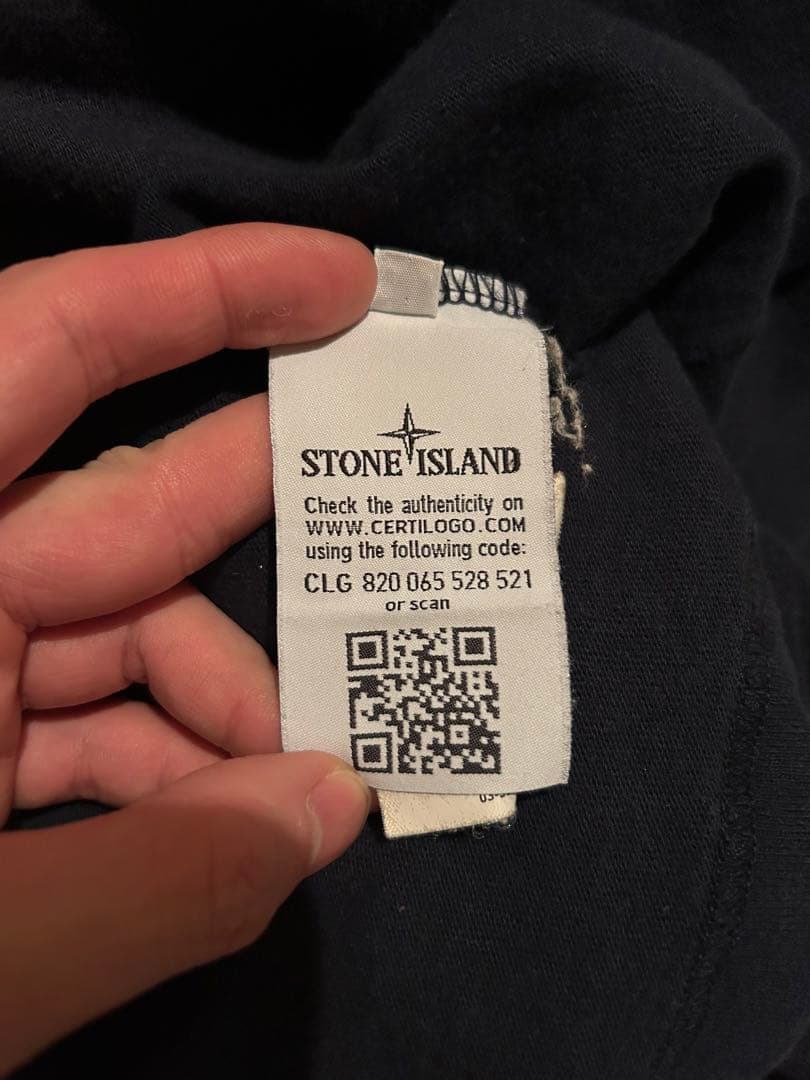 STONE ISLAND
Check the authenticity on
WWW.CERTILOGO.COM
using the following code:
CLG 820 065 528 521
or scan